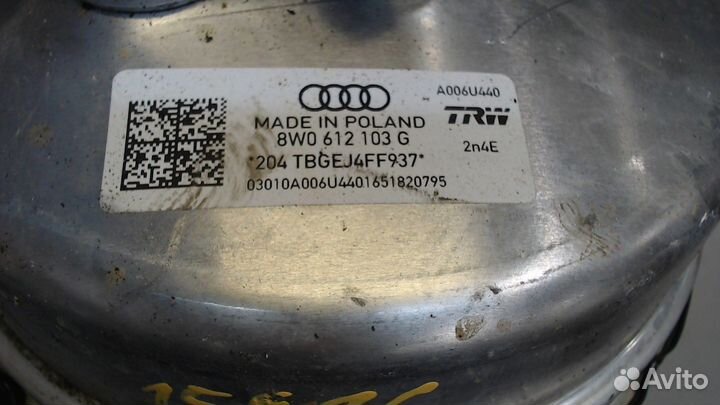 A006U440
MADE IN POLAND
TRW
8W0 612 103 G
2n4E
*204 TBGEJ4FF937*
03010A006U4401651820795
Avito